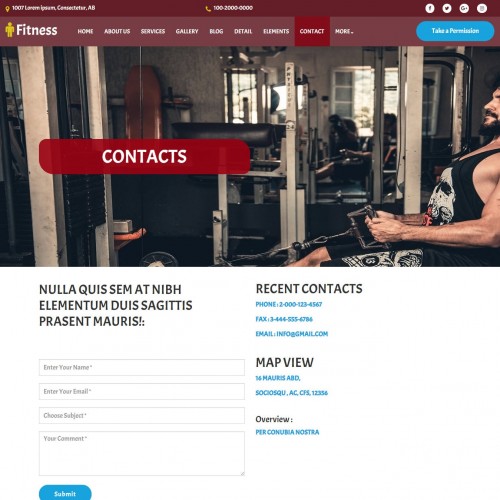 1007 Lorem Ipsum, Consectetur, AB
100-2000-0000
Fitness
HOME ABOUT US SERVICES GALLERY BLOG DETAIL ELEMENTS CONTACT MORE
Take a Permission
CONTACTS
NULLA QUIS SEM AT NIBH
ELEMENTUM DUIS SAGITTIS
PRASENT MAURIS!:
Enter Your Name *
Enter Your Email *
Choose Subject *
Your Comment *
Submit
RECENT CONTACTS
PHONE : 2-000-123-4567
FAX : 3-444-555-6786
EMAIL : INFO@GMAIL.COM
MAP VIEW
16 MAURIS ABD,
SOCIOSQU , AC, CFS, 12356
Overview :
PER CONUBIA NOSTRA